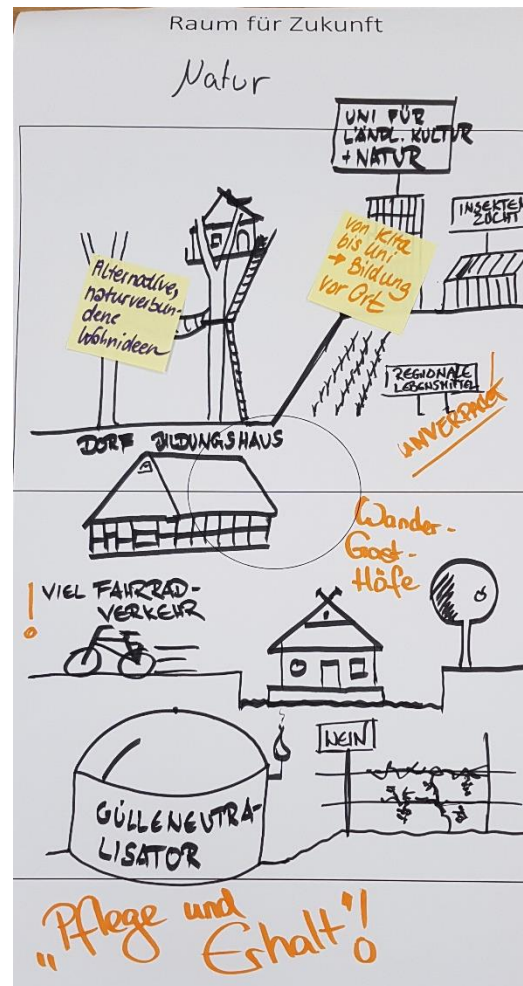 Raum für Zukunft
Natur
UNI FÜR
LÄNDL. KULTUR
+ NATUR
INSEKTEN
ZUCHT
Alternative,
naturverbun-
dene
Wohnideen
von Kita
bis Uni
→ Bildung
vor Ort
REGIONALE
LEBENSMITTEL
UNVERPACKT
DORF BILDUNGSHAUS
Wander-
Gast-
Höfe
! VIEL FAHRRAD-
VERKEHR
NEIN
GÜLLENEUTRA-
LISATOR
„Pflege und
Erhalt“!